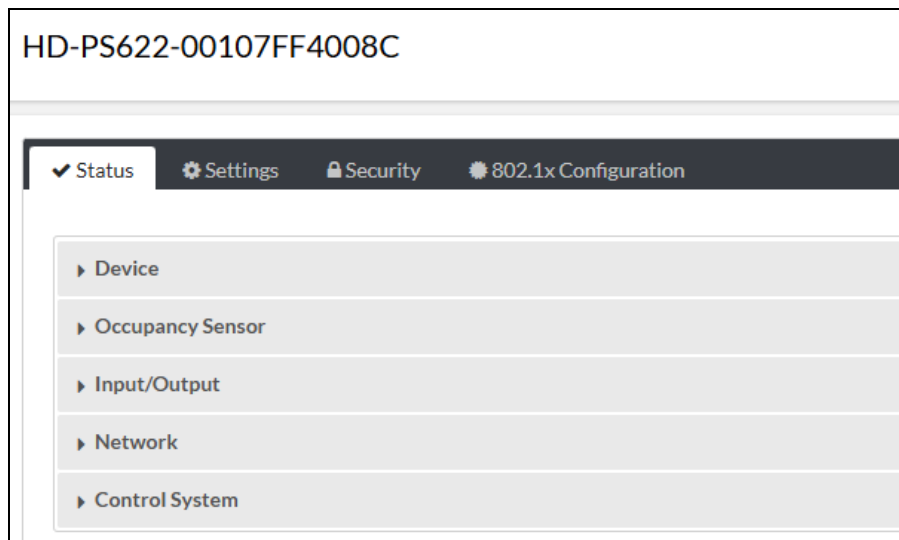 HD-PS622-00107FF4008C
Status Settings Security 802.1x Configuration
Device
Occupancy Sensor
Input/Output
Network
Control System